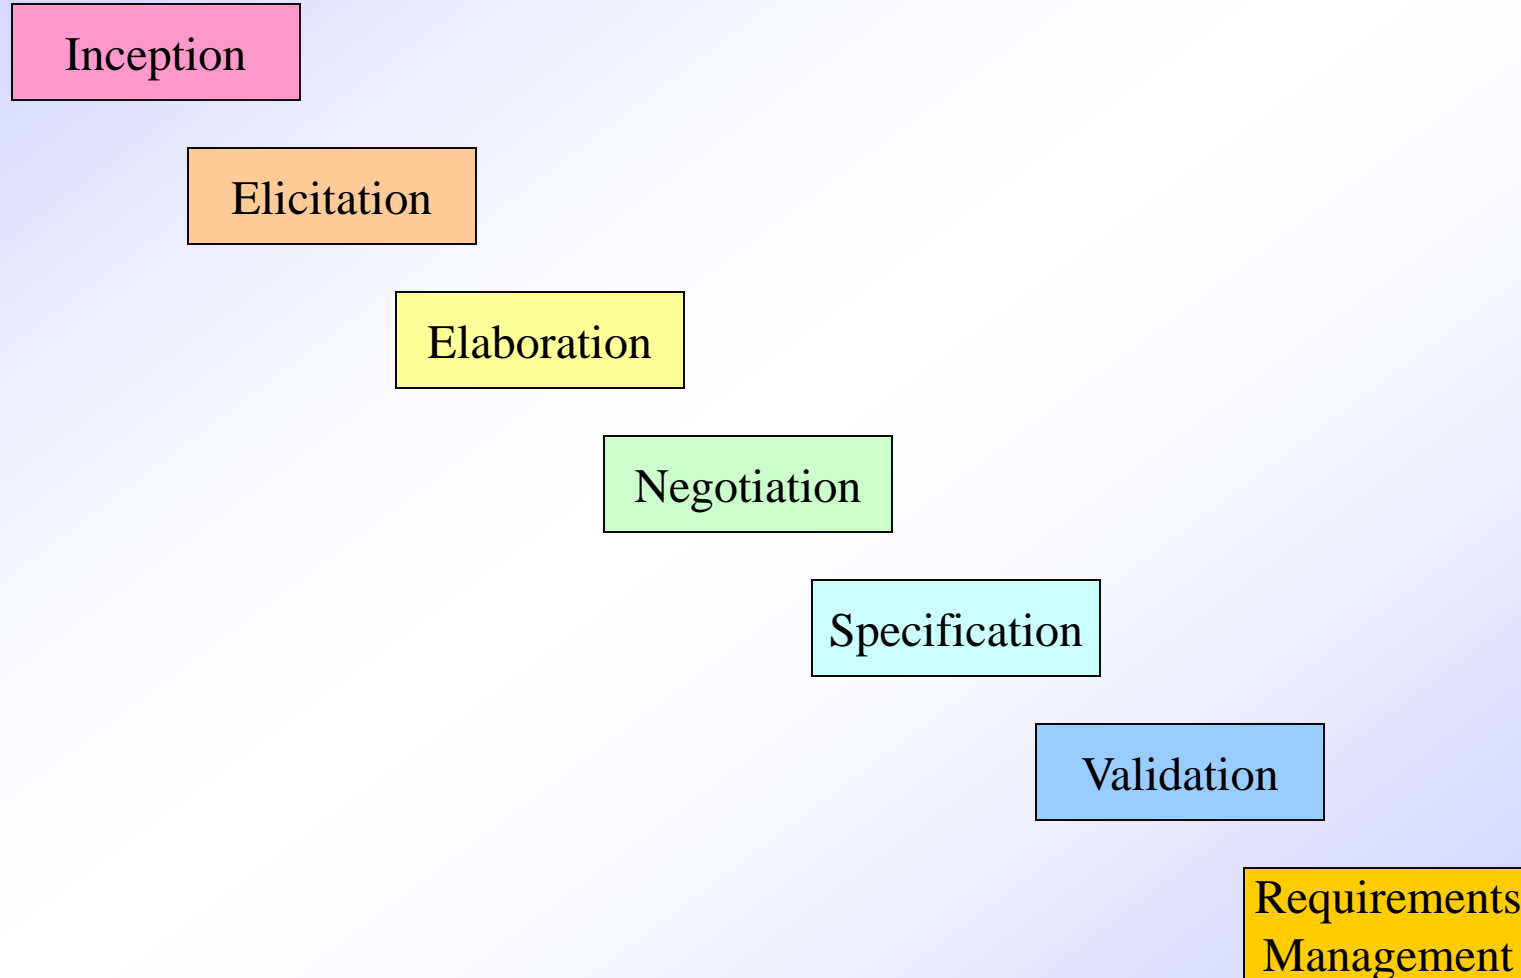 Inception
Elicitation
Elaboration
Negotiation
Specification
Validation
Requirements
Management